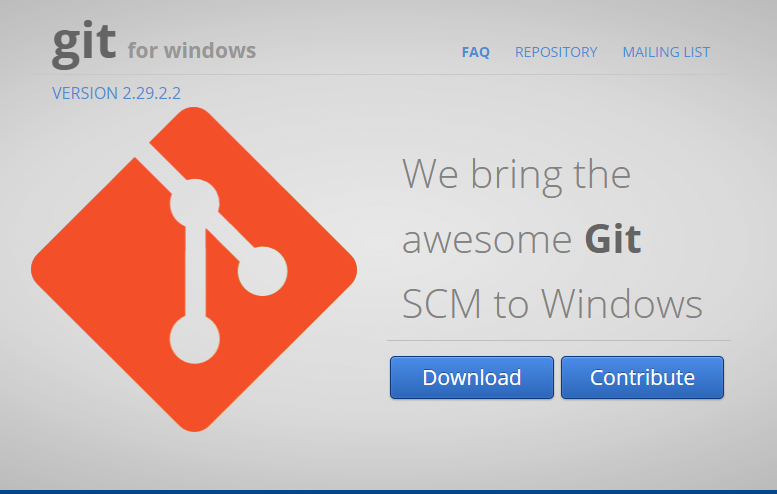 git for windows
FAQ REPOSITORY MAILING LIST
VERSION 2.29.2.2
We bring the
awesome Git
SCM to Windows
Download Contribute